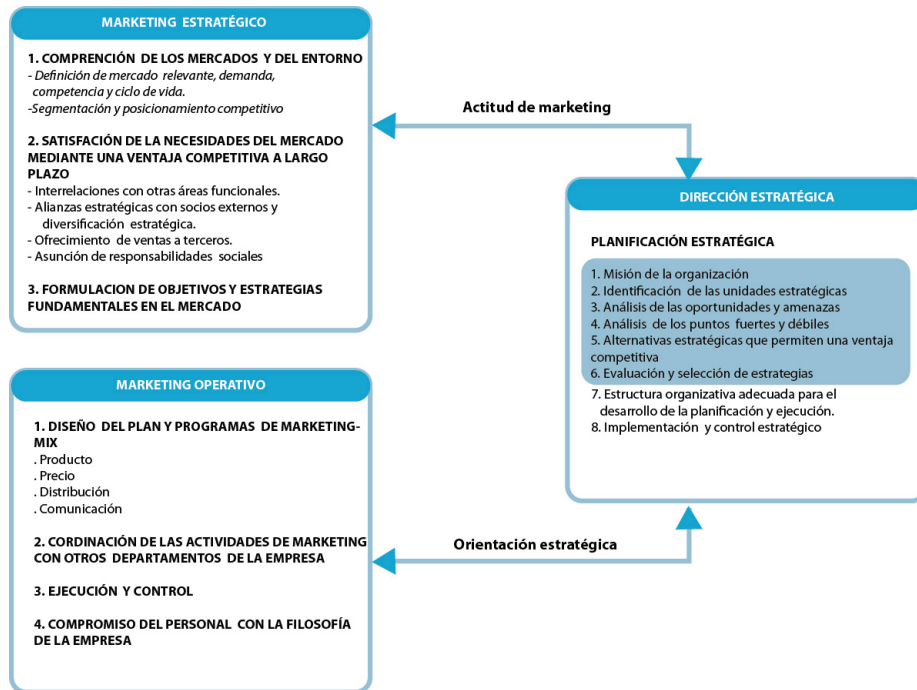 MARKETING ESTRATÉGICO
1. COMPRENCIÓN DE LOS MERCADOS Y DEL ENTORNO
- Definición de mercado relevante, demanda,
competencia y ciclo de vida.
-Segmentación y posicionamiento competitivo
2. SATISFACCIÓN DE LA NECESIDADES DEL MERCADO
MEDIANTE UNA VENTAJA COMPETITIVA A LARGO
PLAZO
- Interrelaciones con otras áreas funcionales.
- Alianzas estratégicas con socios externos y
diversificación estratégica.
- Ofrecimiento de ventas a terceros.
- Asunción de responsabilidades sociales
3. FORMULACION DE OBJETIVOS Y ESTRATEGIAS
FUNDAMENTALES EN EL MERCADO
Actitud de marketing
DIRECCIÓN ESTRATÉGICA
PLANIFICACIÓN ESTRATÉGICA
1. Misión de la organización
2. Identificación de las unidades estratégicas
3. Análisis de las oportunidades y amenazas
4. Análisis de los puntos fuertes y débiles
5. Alternativas estratégicas que permiten una ventaja
competitiva
6. Evaluación y selección de estrategias
7. Estructura organizativa adecuada para el
desarrollo de la planificación y ejecución.
8. Implementación y control estratégico
MARKETING OPERATIVO
1. DISEÑO DEL PLAN Y PROGRAMAS DE MARKETING-
MIX
. Producto
. Precio
. Distribución
. Comunicación
2. CORDINACIÓN DE LAS ACTIVIDADES DE MARKETING
CON OTROS DEPARTAMENTOS DE LA EMPRESA
3. EJECUCIÓN Y CONTROL
4. COMPROMISO DEL PERSONAL CON LA FILOSOFÍA
DE LA EMPRESA
Orientación estratégica